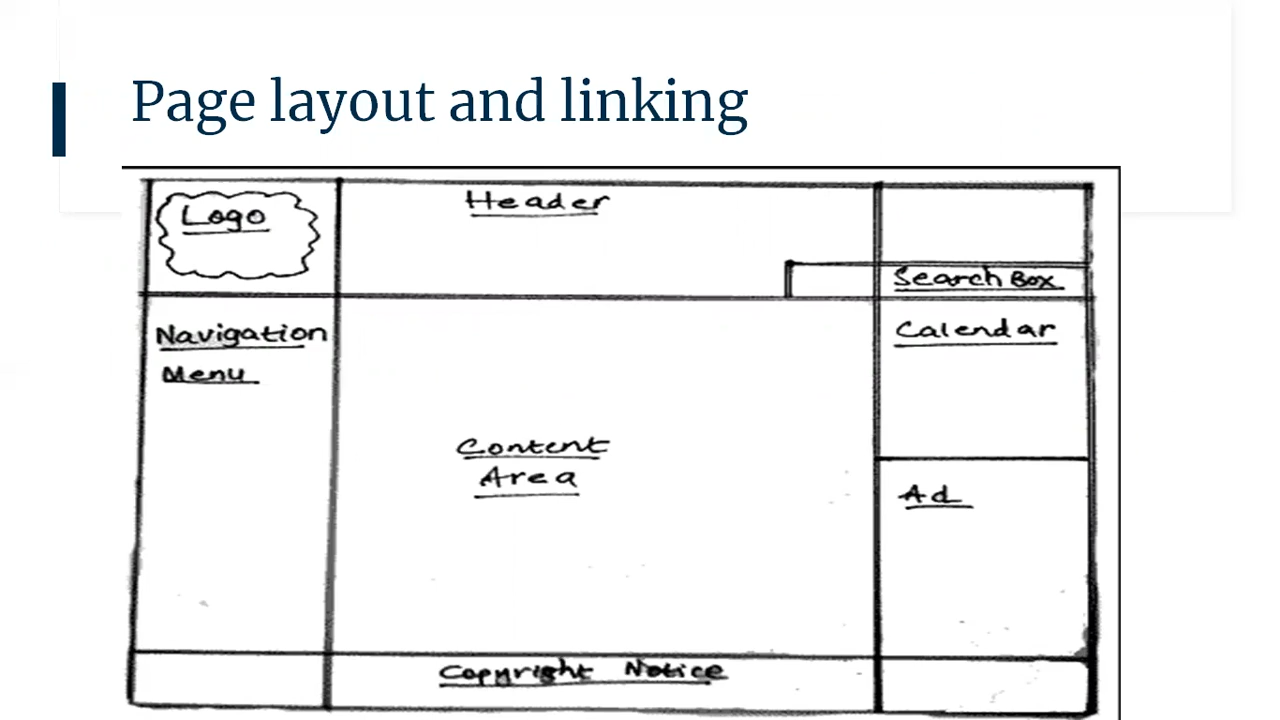 Page layout and linking
Logo
Header
Search Box
Navigation
Menu
Calendar
Content
Area
Ad
Copyright Notice